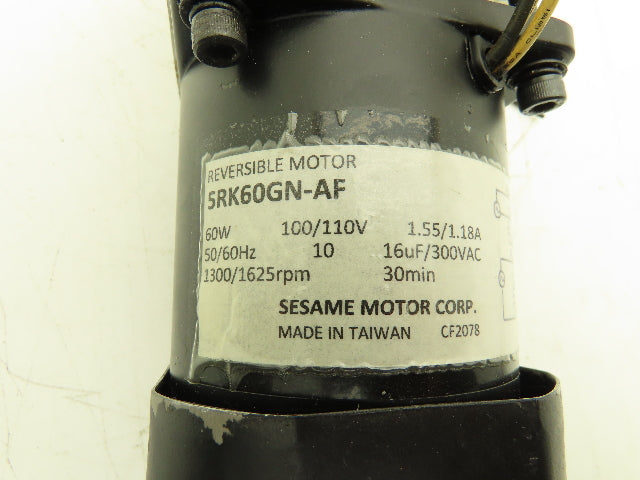 REVERSIBLE MOTOR
5RK60GN-AF
60W 100/110V 1.55/1.18A
50/60Hz 10 16uF/300VAC
1300/1625rpm 30min
SESAME MOTOR CORP.
MADE IN TAIWAN CF2078